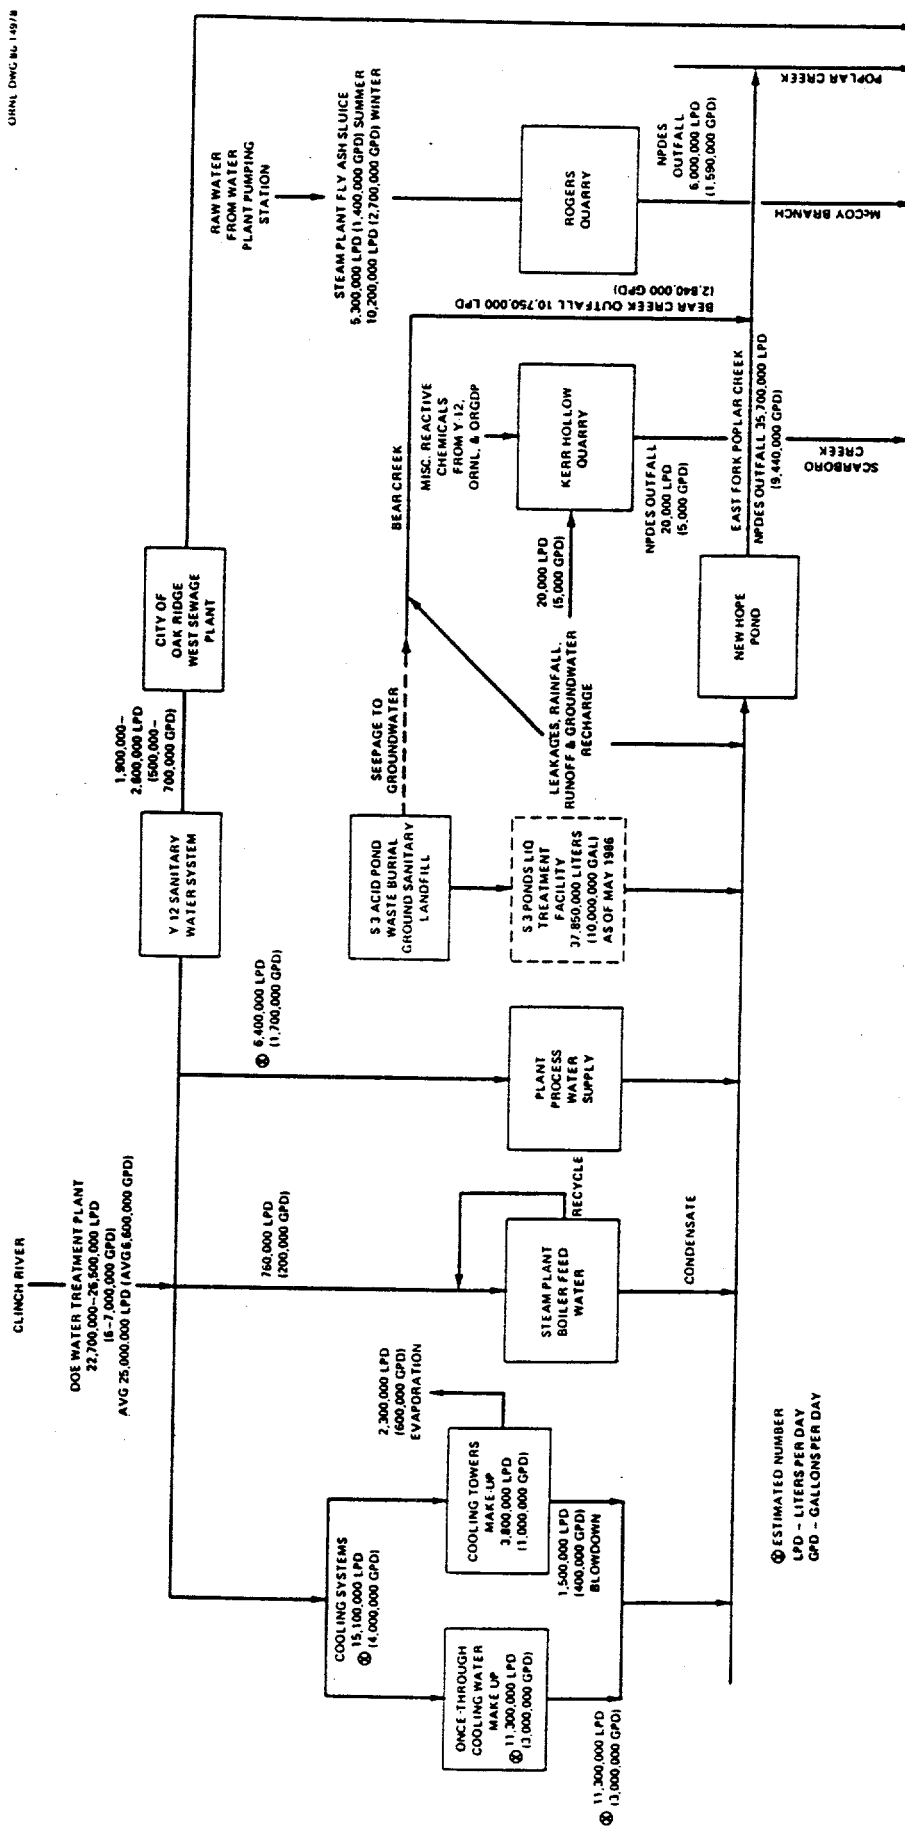 ORNL DWG 86-14978
CLINCH RIVER
DOE WATER TREATMENT PLANT
22,700,000–26,500,000 LPD
(6–7,000,000 GPD)
AVG 25,000,000 LPD (AVG 6,600,000 GPD)
COOLING SYSTEMS
Ⓧ 15,100,000 LPD
(4,000,000 GPD)
ONCE-THROUGH
COOLING WATER
MAKE UP
Ⓧ 11,300,000 LPD
(3,000,000 GPD)
Ⓧ 11,300,000 LPD
(3,000,000 GPD)
COOLING TOWERS
MAKE-UP
3,800,000 LPD
(1,000,000 GPD)
2,300,000 LPD
(600,000 GPD)
EVAPORATION
1,500,000 LPD
(400,000 GPD)
BLOWDOWN
760,000 LPD
(200,000 GPD)
STEAM PLANT
BOILER FEED
WATER
RECYCLE
CONDENSATE
Ⓧ 6,400,000 LPD
(1,700,000 GPD)
PLANT
PROCESS
WATER
SUPPLY
Y 12 SANITARY
WATER SYSTEM
1,900,000–
2,600,000 LPD
(500,000–
700,000 GPD)
CITY OF
OAK RIDGE
WEST SEWAGE
PLANT
S 3 ACID POND
WASTE BURIAL
GROUND SANITARY
LANDFILL
SEEPAGE TO
GROUNDWATER
S 3 PONDS LIQ
TREATMENT
FACILITY
37,850,000 LITERS
(10,000,000 GAL)
AS OF MAY 1986
LEAKAGES, RAINFALL,
RUNOFF & GROUNDWATER
RECHARGE
BEAR CREEK
MISC. REACTIVE
CHEMICALS
FROM Y-12,
ORNL, & ORGDP
20,000 LPD
(5,000 GPD)
KERR HOLLOW
QUARRY
NPDES OUTFALL
20,000 LPD
(5,000 GPD)
NEW HOPE
POND
EAST FORK POPLAR CREEK
NPDES OUTFALL 35,700,000 LPD
(9,440,000 GPD)
SCARBORO
CREEK
BEAR CREEK OUTFALL 10,750,000 LPD
(2,840,000 GPD)
RAW WATER
FROM WATER
PLANT PUMPING
STATION
STEAM PLANT FLY ASH SLUICE
5,300,000 LPD (1,400,000 GPD) SUMMER
10,200,000 LPD (2,700,000 GPD) WINTER
ROGERS
QUARRY
NPDES
OUTFALL
6,000,000 LPD
(1,590,000 GPD)
McCOY BRANCH
POPLAR CREEK
Ⓧ ESTIMATED NUMBER
LPD – LITERS PER DAY
GPD – GALLONS PER DAY